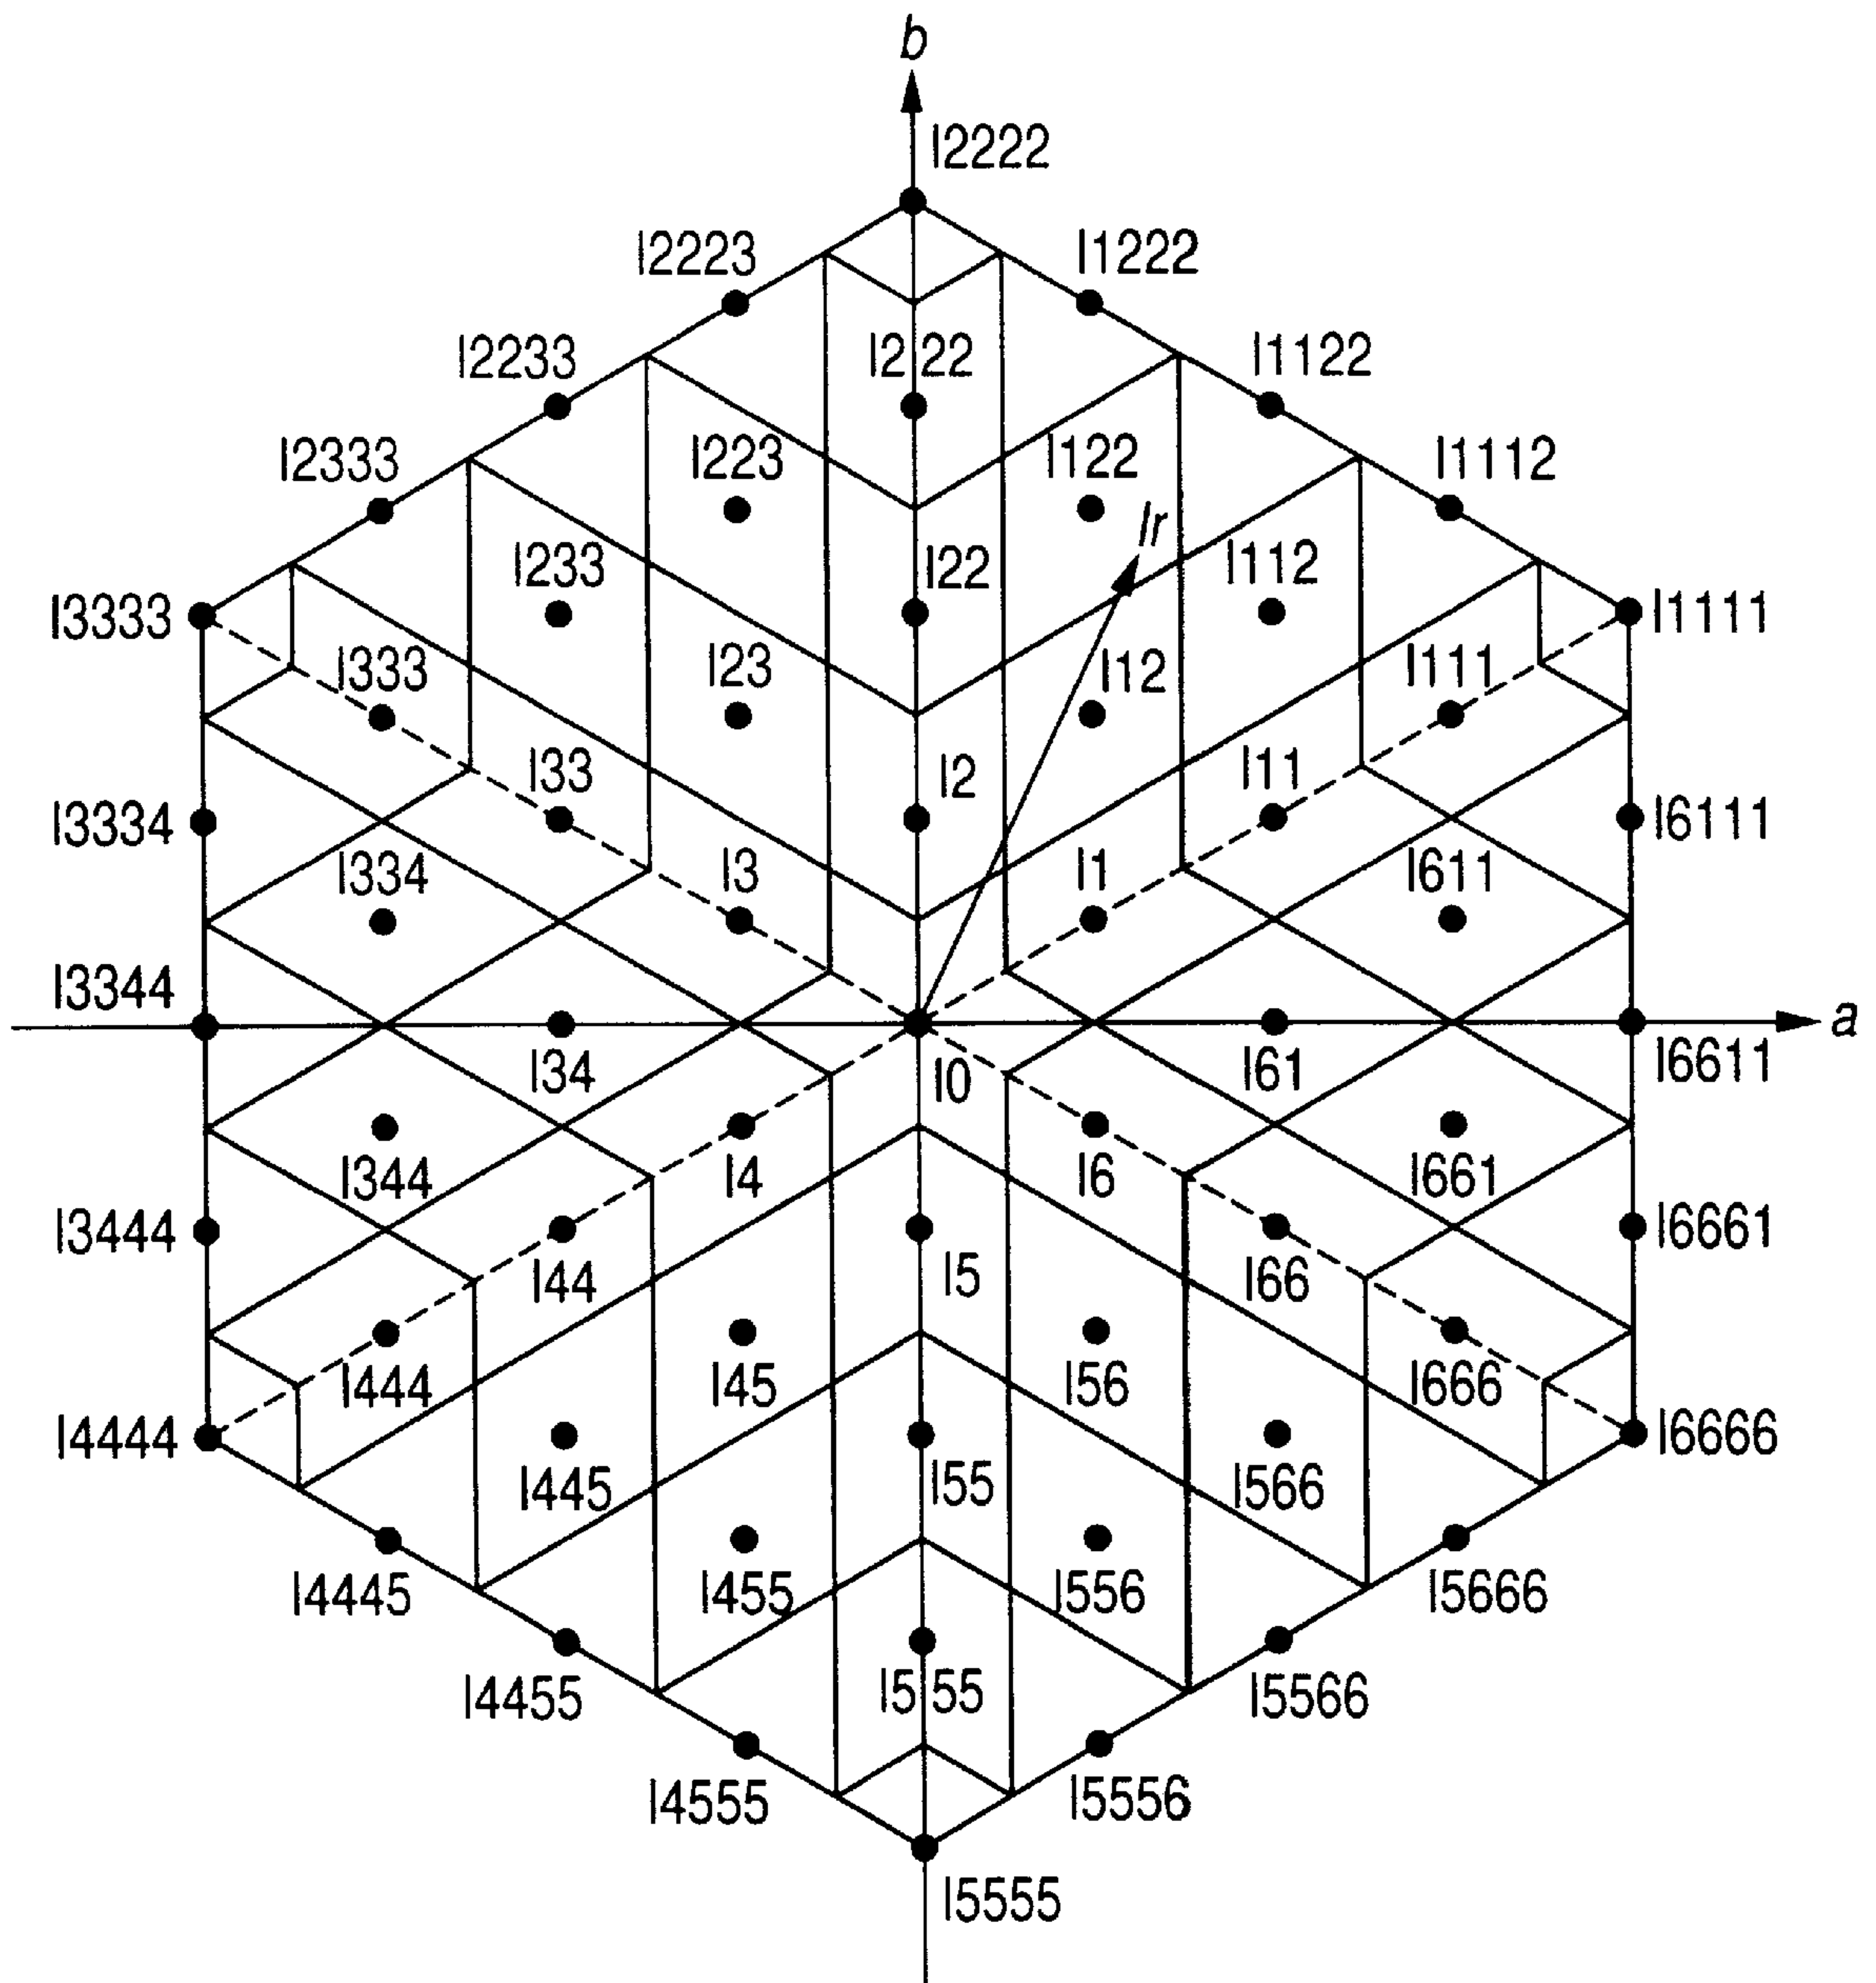 b
I2222
I2223 I1222
I2233 I2 22 I1122
I2333 I223 I122 I1112
Ir
I233 I22 I112
I3333 I1111
I333 I23 I12 I111
I33 I2 I11
I3334 I6111
I334 I3 I1 I611
I3344
a
I34 I0 I61 I6611
I344 I4 I6 I661
I3444 I6661
I44 I5 I66
I444 I45 I56 I666
I4444 I6666
I445 I55 I566
I4445 I455 I556 I5666
I4455 I5 55 I5566
I4555 I5556
I5555